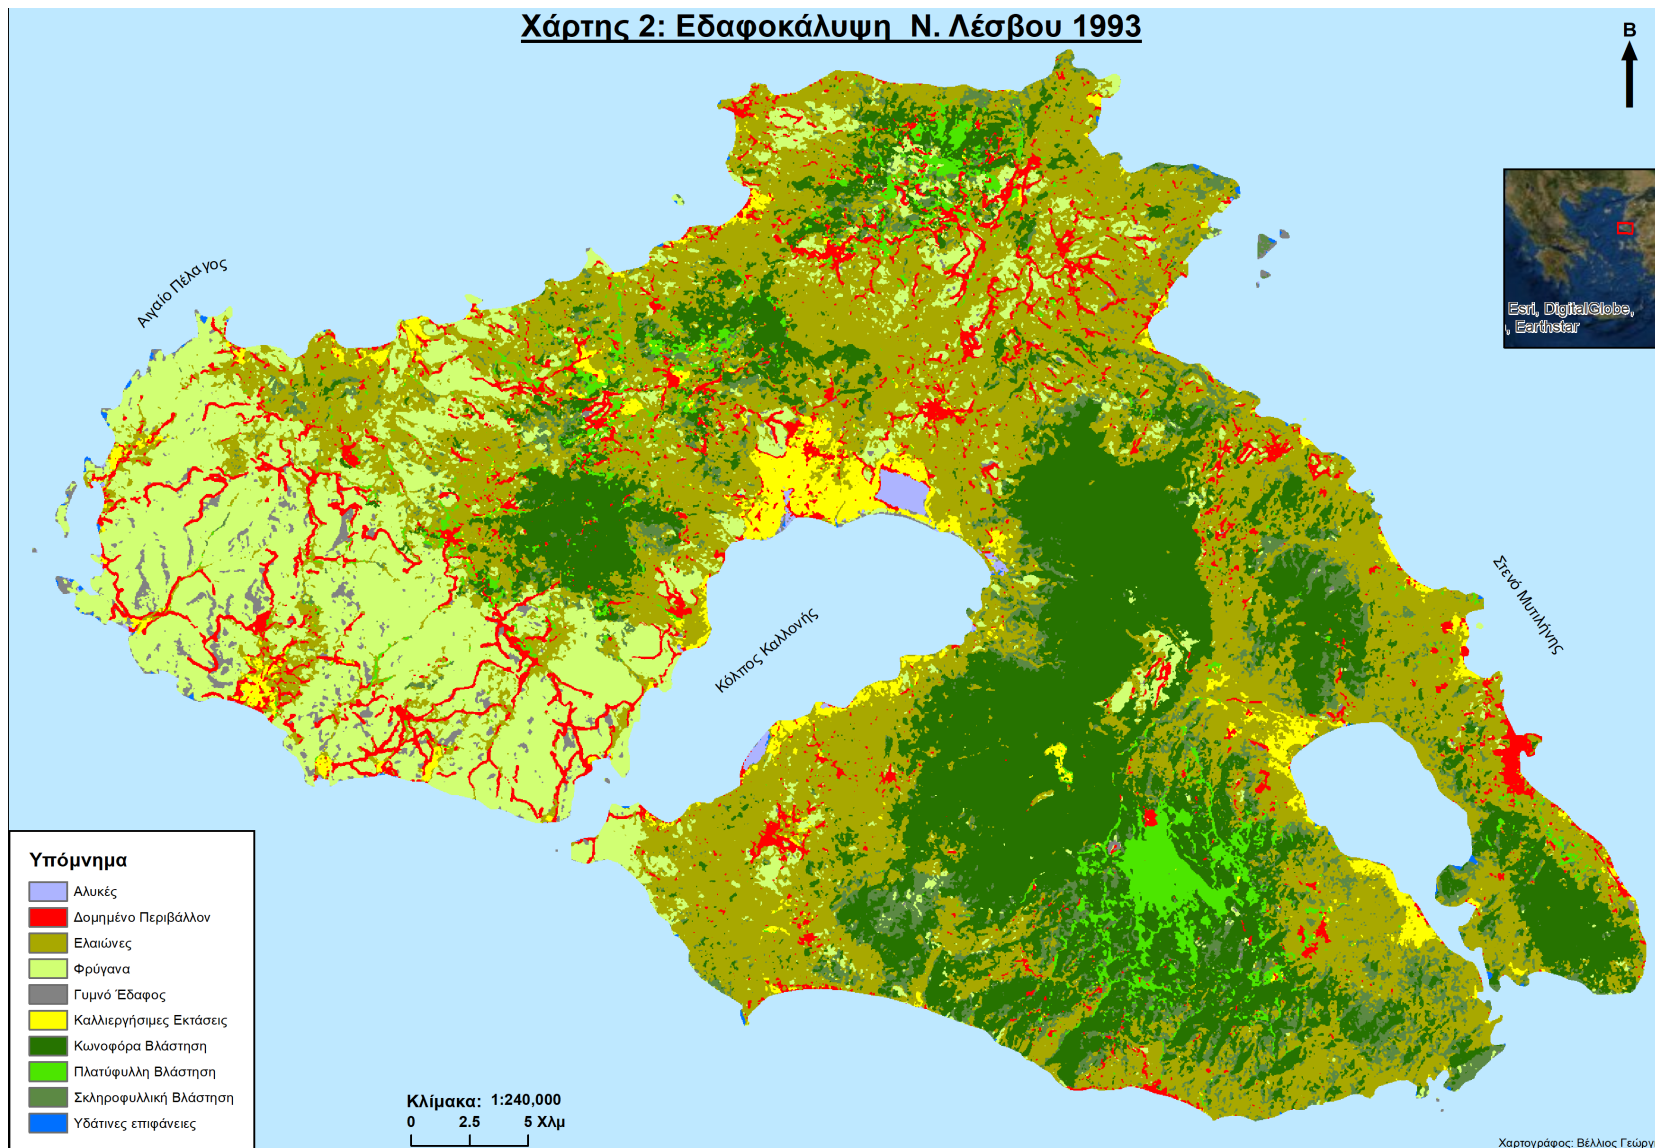 Χάρτης 2: Εδαφοκάλυψη Ν. Λέσβου 1993
Β
Αιγαίο Πέλαγος
Esri, DigitalGlobe,
, Earthstar
Στενό Μυτιλήνης
Κόλπος Καλλονής
Υπόμνημα
Αλυκές
Δομημένο Περιβάλλον
Ελαιώνες
Φρύγανα
Γυμνό Έδαφος
Καλλιεργήσιμες Εκτάσεις
Κωνοφόρα Βλάστηση
Πλατύφυλλη Βλάστηση
Σκληροφυλλική Βλάστηση
Υδάτινες επιφάνειες
Κλίμακα: 1:240,000
0 2.5 5 Χλμ
Χαρτογράφος: Βέλλιος Γεώργι